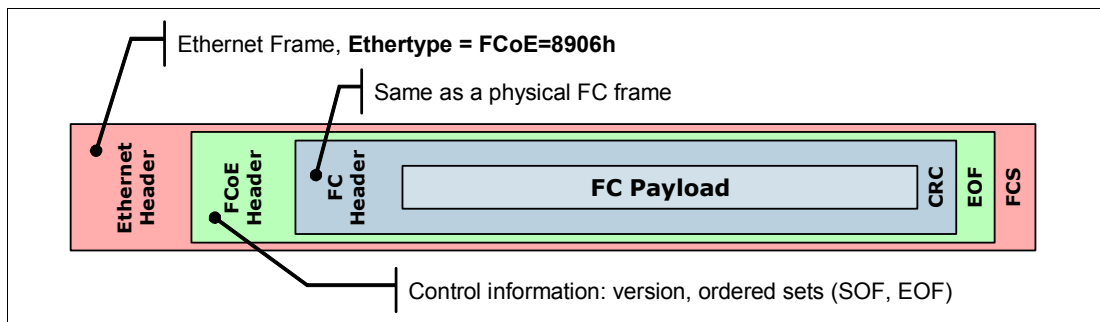 Ethernet Frame, Ethertype = FCoE=8906h
Same as a physical FC frame
Ethernet
Header
FCoE
Header
FC
Header
FC Payload
CRC
EOF
FCS
Control information: version, ordered sets (SOF, EOF)